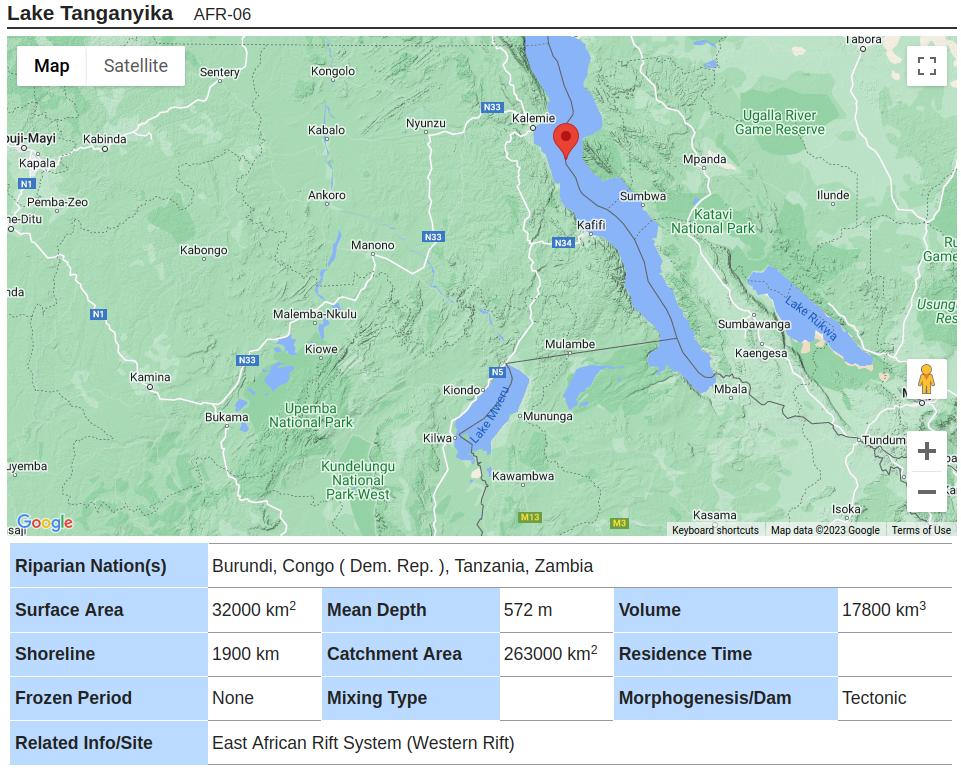 Lake Tanganyika AFR-06
Map Satellite
Tabora
Sentery
Kongolo
N33
Kalemie
Nyunzu
Kabalo
Ugalla River
Game Reserve
uji-Mayi
Kabinda
Kapala
Mpanda
N1
Ankoro
Sumbwa
Ilunde
Pemba-Zeo
ne-Ditu
Katavi
National Park
Kafifi
N33
N34
Manono
Kabongo
Ru
Game
nda
N1
Malemba-Nkulu
Lake Rukwa
Usung
Res
Sumbawanga
Mulambe
Kiowe
Kaengesa
N33
N5
Kamina
Kiondo
Mbala
Lake Mweru
Bukama
Upemba
National Park
Mununga
Kilwa
Tundum
uyemba
Kundelungu
National
Park-West
Kawambwa
Kasama
Isoka
M13
M3
Google
Keyboard shortcuts Map data ©2023 Google Terms of Use
Riparian Nation(s) Burundi, Congo ( Dem. Rep. ), Tanzania, Zambia
Surface Area 32000 km2 Mean Depth 572 m Volume 17800 km3
Shoreline 1900 km Catchment Area 263000 km2 Residence Time
Frozen Period None Mixing Type Morphogenesis/Dam Tectonic
Related Info/Site East African Rift System (Western Rift)